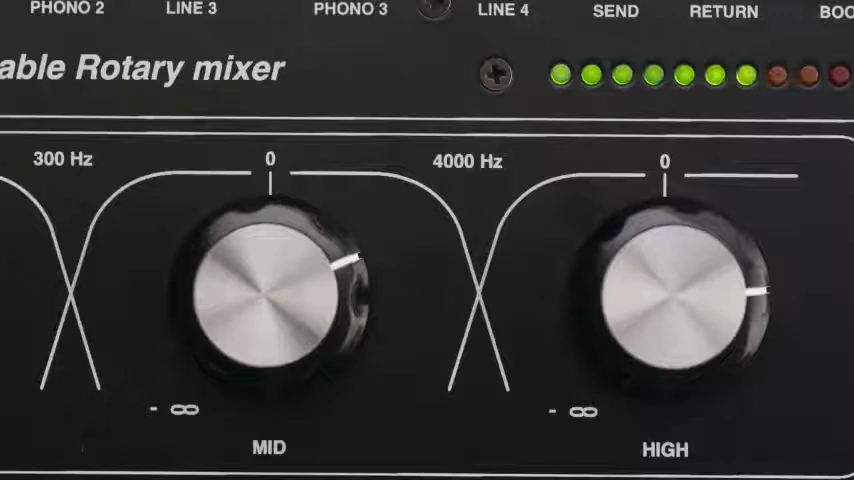 PHONO 2 LINE 3 PHONO 3 LINE 4 SEND RETURN
Rotary mixer
300 Hz 0 4000 Hz 0
- ∞ - ∞
MID HIGH